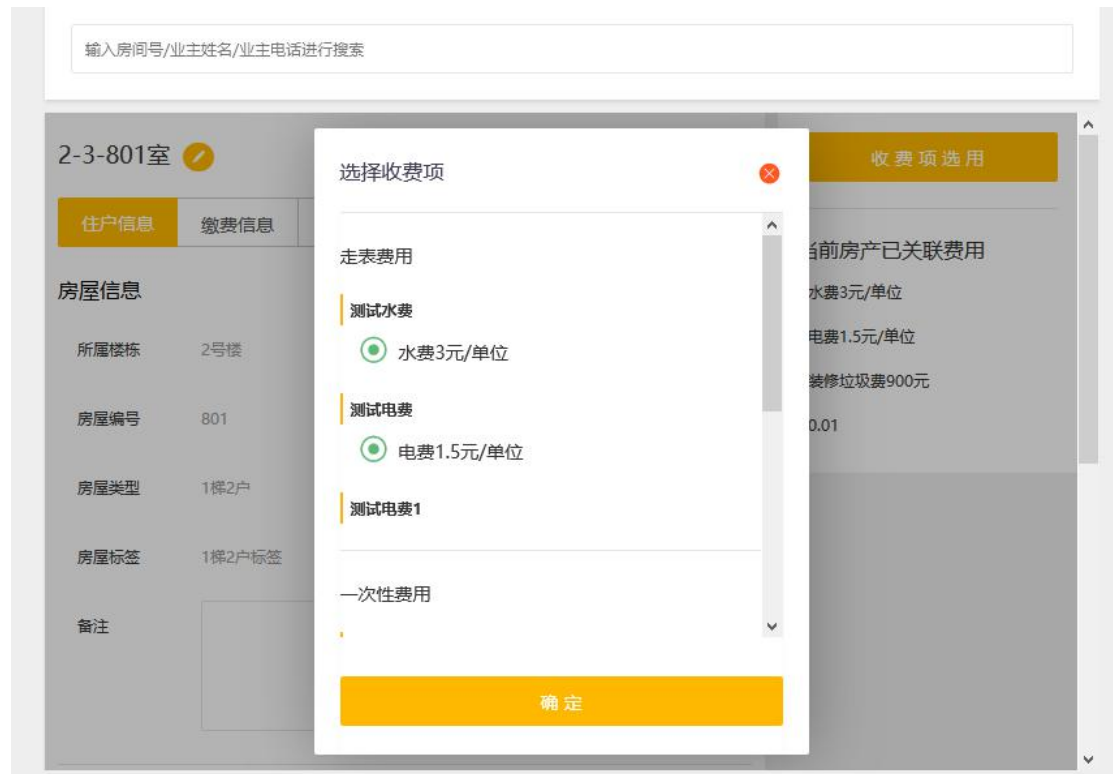 输入房间号/业主姓名/业主电话进行搜索
2-3-801室
收费项选用
住户信息
缴费信息
房屋信息
所属楼栋
2号楼
房屋编号
801
房屋类型
1梯2户
房屋标签
1梯2户标签
备注
选择收费项
走表费用
测试水费
水费3元/单位
测试电费
电费1.5元/单位
测试电费1
一次性费用
确定
前房产已关联费用
水费3元/单位
电费1.5元/单位
装修垃圾费900元
0.01